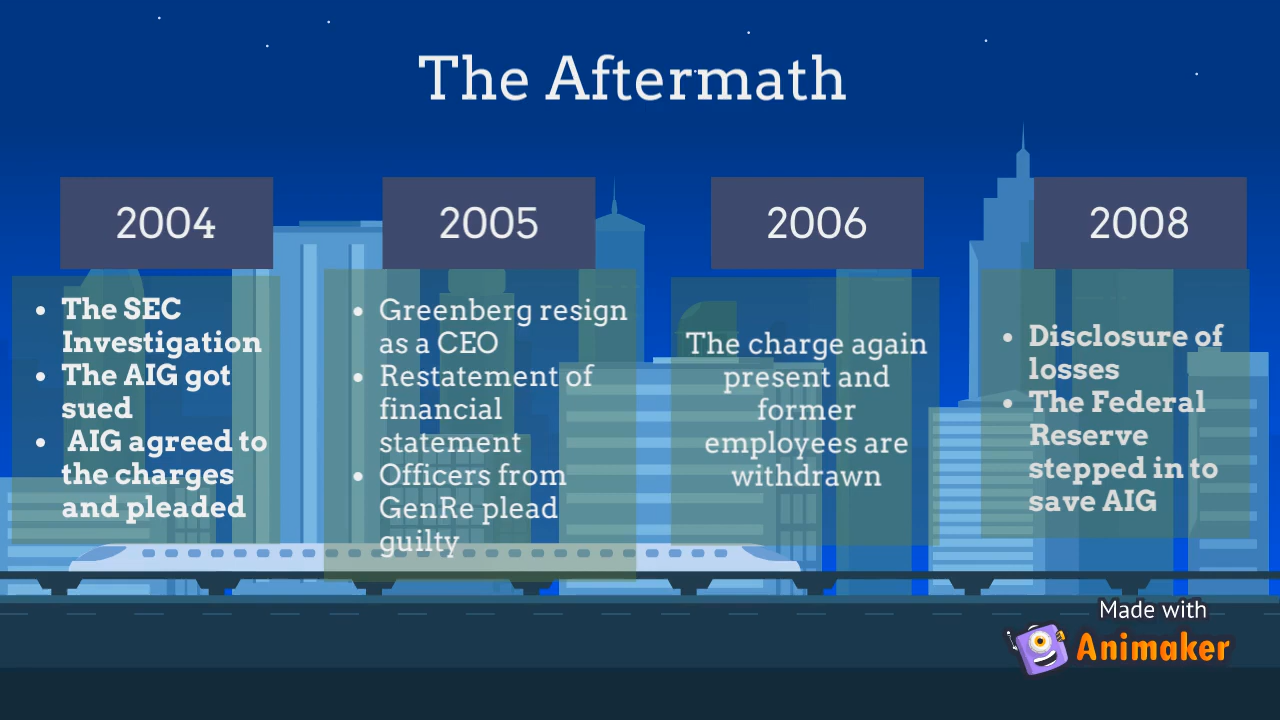 The Aftermath
2004
• The SEC
Investigation
• The AIG got
sued
• AIG agreed to
the charges
and pleaded
2005
• Greenberg resign
as a CEO
• Restatement of
financial
statement
• Officers from
GenRe plead
guilty
2006
The charge again
present and
former
employees are
withdrawn
2008
• Disclosure of
losses
• The Federal
Reserve
stepped in to
save AIG
Made with
Animaker